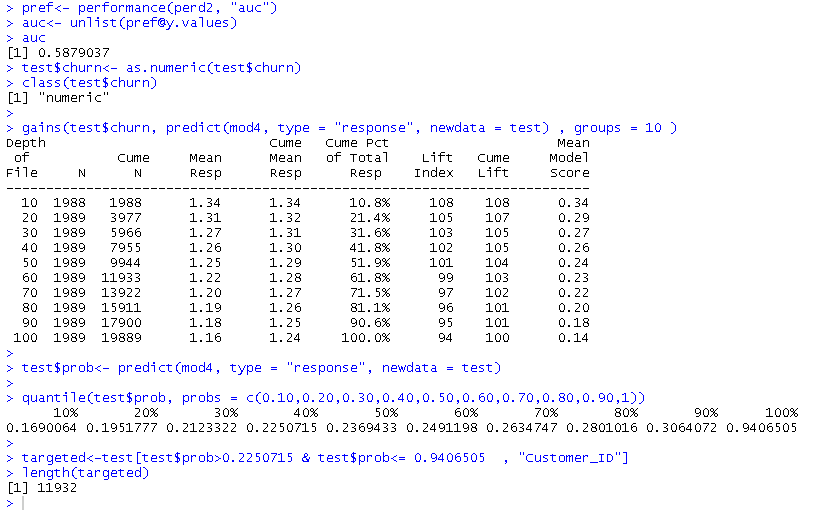 > pref<- performance(perd2, "auc")
> auc<- unlist(pref@y.values)
> auc
[1] 0.5879037
> test$churn<- as.numeric(test$churn)
> class(test$churn)
[1] "numeric"
>
> gains(test$churn, predict(mod4, type = "response", newdata = test) , groups = 10 )
Depth                            Cume   Cume Pct                     Mean
 of           Cume     Mean      Mean   of Total    Lift   Cume     Model
File     N      N      Resp      Resp     Resp     Index   Lift     Score
-------------------------------------------------------------------------
  10  1988   1988      1.34      1.34      10.8%     108    108      0.34
  20  1989   3977      1.31      1.32      21.4%     105    107      0.29
  30  1989   5966      1.27      1.31      31.6%     103    105      0.27
  40  1989   7955      1.26      1.30      41.8%     102    105      0.26
  50  1989   9944      1.25      1.29      51.9%     101    104      0.24
  60  1989  11933      1.22      1.28      61.8%      99    103      0.23
  70  1989  13922      1.20      1.27      71.5%      97    102      0.22
  80  1989  15911      1.19      1.26      81.1%      96    101      0.20
  90  1989  17900      1.18      1.25      90.6%      95    101      0.18
 100  1989  19889      1.16      1.24     100.0%      94    100      0.14
>
> test$prob<- predict(mod4, type = "response", newdata = test)
>
> quantile(test$prob, probs = c(0.10,0.20,0.30,0.40,0.50,0.60,0.70,0.80,0.90,1))
      10%       20%       30%       40%       50%       60%       70%       80%       90%      100%
0.1690064 0.1951777 0.2123322 0.2250715 0.2369433 0.2491198 0.2634747 0.2801016 0.3064072 0.9406505
>
> targeted<-test[test$prob>0.2250715 & test$prob<= 0.9406505  , "Customer_ID"]
> length(targeted)
[1] 11932
>